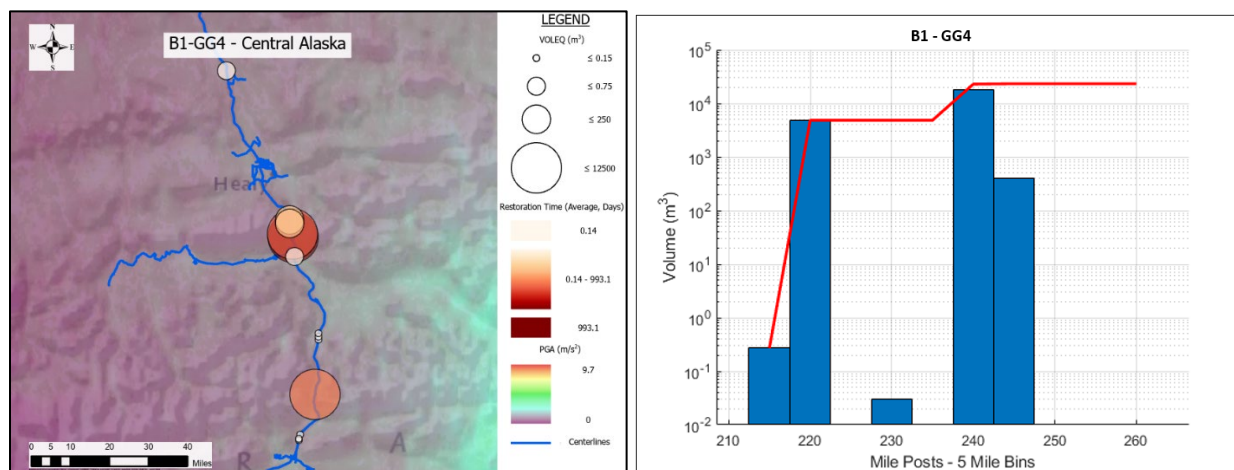 B1-GG4 - Central Alaska
N
W E
S
Healy
R
A
0 5 10 20 30 40
Miles
LEGEND
VOLEQ (m³)
≤ 0.15
≤ 0.75
≤ 250
≤ 12500
Restoration Time (Average, Days)
0.14
0.14 - 993.1
993.1
PGA (m/s²)
9.7
0
Centerlines
B1 - GG4
Volume (m³)
10⁵
10⁴
10³
10²
10¹
10⁰
10⁻¹
10⁻²
210 220 230 240 250 260
Mile Posts - 5 Mile Bins